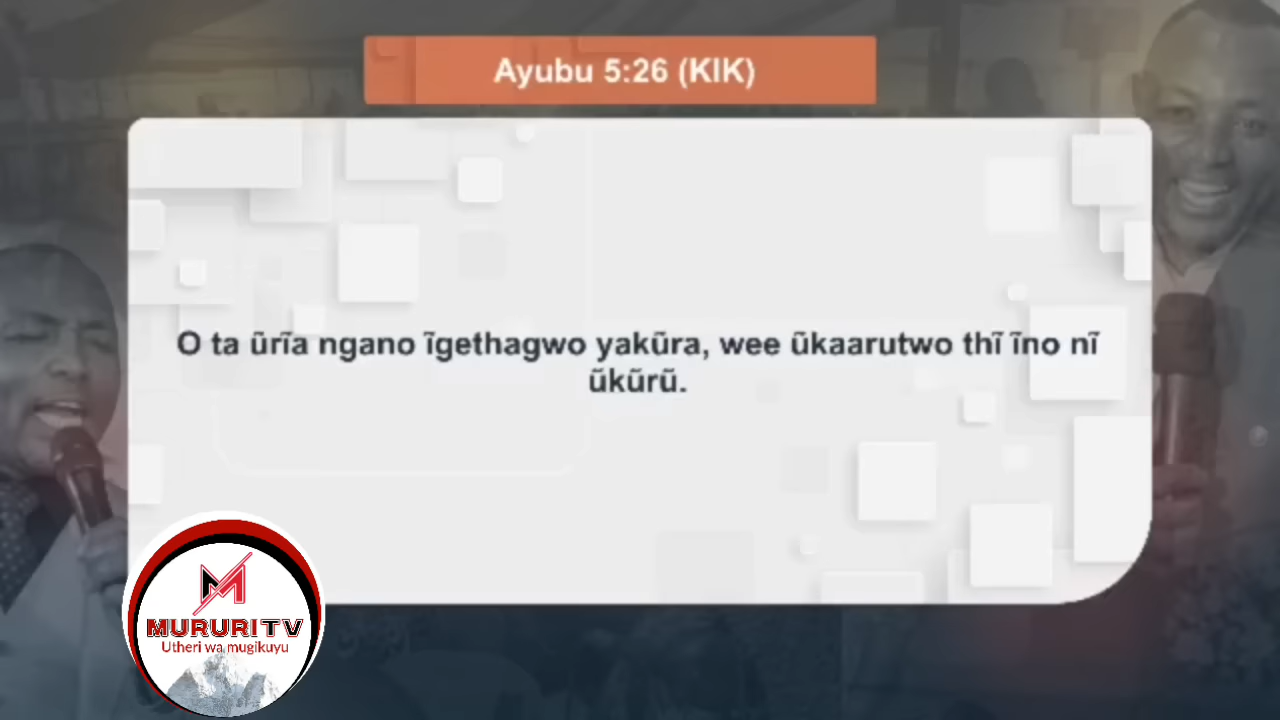 Ayubu 5:26 (KIK)
O ta ũrĩa ngano ĩgethagwo yakũra, wee ũkaarutwo thĩ ĩno nĩ
ũkũrũ.
M
MURURI TV
Utheri wa mugikuyu